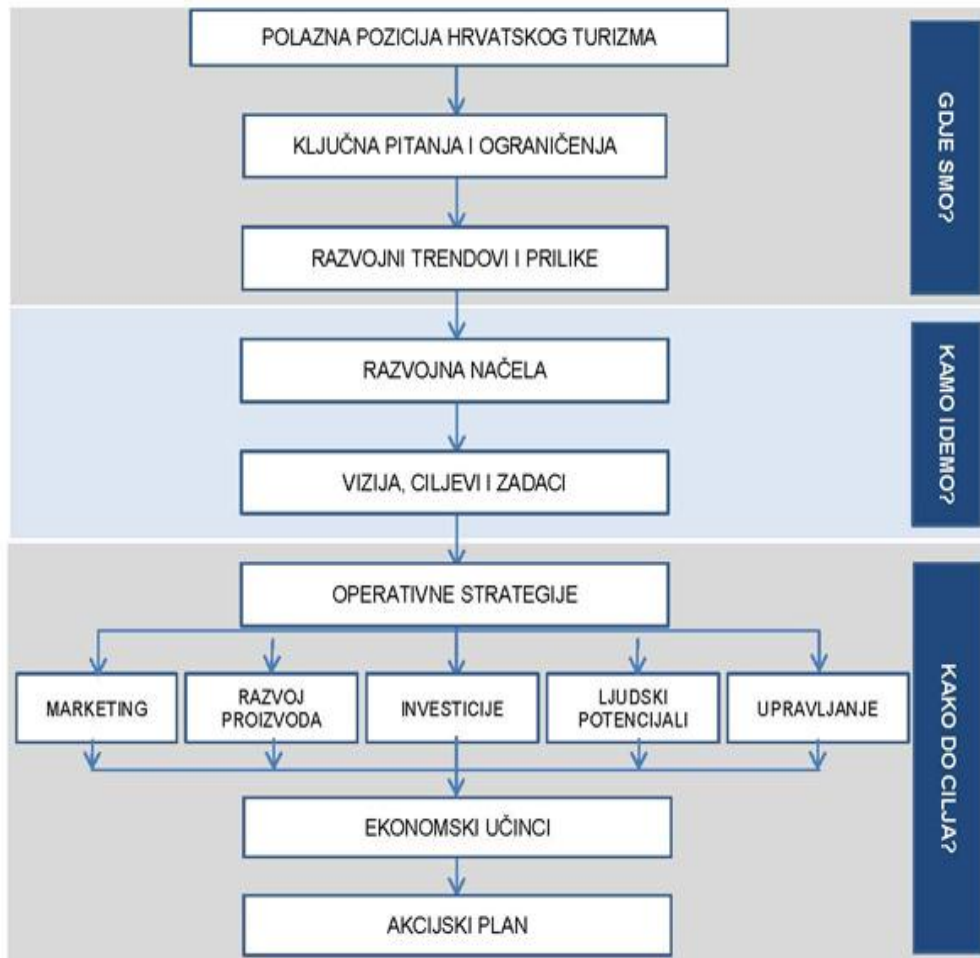 POLAZNA POZICIJA HRVATSKOG TURIZMA
KLJUČNA PITANJA I OGRANIČENJA
RAZVOJNI TRENDOVI I PRILIKE
GDJE SMO?
RAZVOJNA NAČELA
VIZIJA, CILJEVI I ZADACI
KAMO IDEMO?
OPERATIVNE STRATEGIJE
MARKETING
RAZVOJ
PROIZVODA
INVESTICIJE
LJUDSKI
POTENCIJALI
UPRAVLJANJE
EKONOMSKI UČINCI
AKCIJSKI PLAN
KAKO DO CILJA?